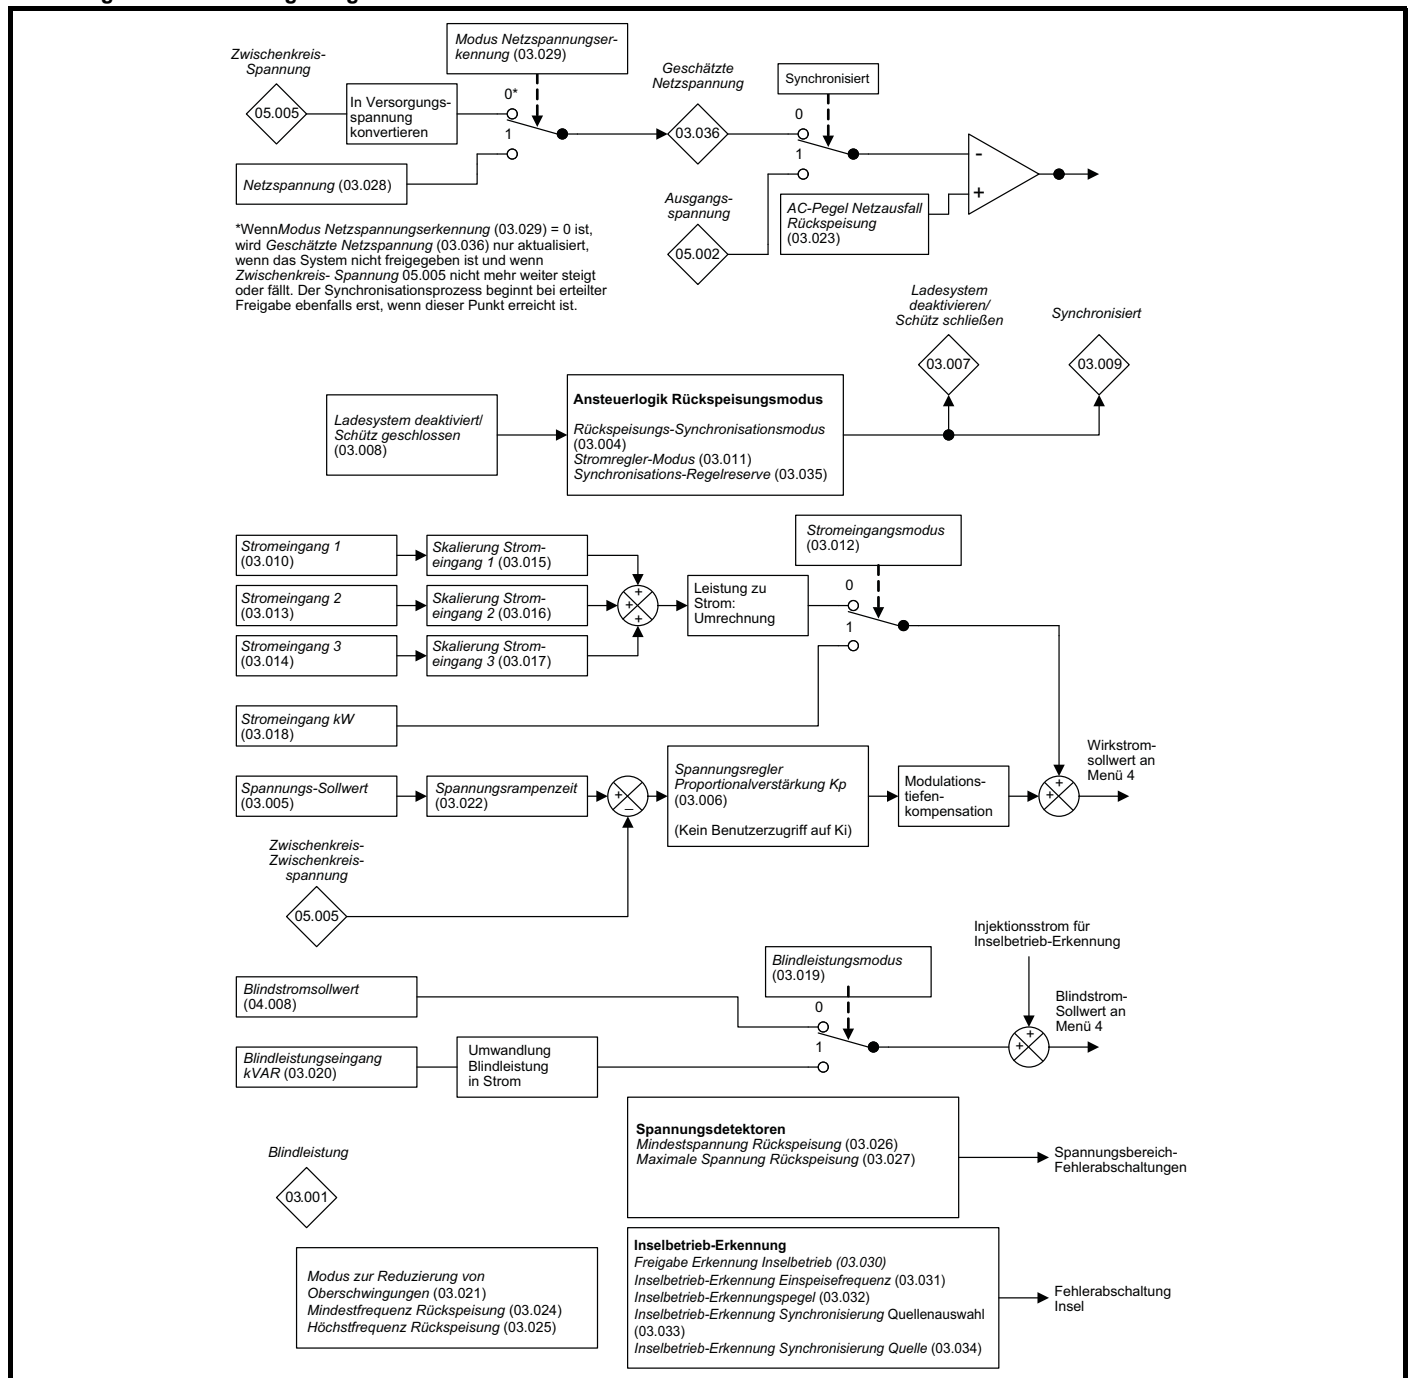 Modus Netzspannungser-
kennung (03.029)
Zwischenkreis-
Spannung
05.005
In Versorgungs-
spannung
konvertieren
0*
1
Netzspannung (03.028)
Geschätzte
Netzspannung
03.036
Synchronisiert
0
1
-
+
Ausgangs-
spannung
05.002
AC-Pegel Netzausfall
Rückspeisung
(03.023)
*WennModus Netzspannungserkennung (03.029) = 0 ist,
wird Geschätzte Netzspannung (03.036) nur aktualisiert,
wenn das System nicht freigegeben ist und wenn
Zwischenkreis- Spannung 05.005 nicht mehr weiter steigt
oder fällt. Der Synchronisationsprozess beginnt bei erteilter
Freigabe ebenfalls erst, wenn dieser Punkt erreicht ist.
Ladesystem
deaktivieren/
Schütz schließen
03.007
Synchronisiert
03.009
Ladesystem deaktiviert/
Schütz geschlossen
(03.008)
Ansteuerlogik Rückspeisungsmodus
Rückspeisungs-Synchronisationsmodus
(03.004)
Stromregler-Modus (03.011)
Synchronisations-Regelreserve (03.035)
Stromeingang 1
(03.010)
Skalierung Strom-
eingang 1 (03.015)
Stromeingang 2
(03.013)
Skalierung Strom-
eingang 2 (03.016)
Stromeingang 3
(03.014)
Skalierung Strom-
eingang 3 (03.017)
+
+
+
Leistung zu
Strom:
Umrechnung
Stromeingangsmodus
(03.012)
0
1
Stromeingang kW
(03.018)
Spannungs-Sollwert
(03.005)
Spannungsrampenzeit
(03.022)
+
–
Spannungsregler
Proportionalverstärkung Kp
(03.006)
(Kein Benutzerzugriff auf Ki)
Modulations-
tiefen-
kompensation
+
+
Wirkstrom-
sollwert an
Menü 4
Zwischenkreis-
Zwischenkreis-
spannung
05.005
Injektionsstrom für
Inselbetrieb-Erkennung
Blindleistungsmodus
(03.019)
Blindstromsollwert
(04.008)
0
1
+
+
Blindstrom-
Sollwert an
Menü 4
Blindleistungseingang
kVAR (03.020)
Umwandlung
Blindleistung
in Strom
Spannungsdetektoren
Mindestspannung Rückspeisung (03.026)
Maximale Spannung Rückspeisung (03.027)
Spannungsbereich-
Fehlerabschaltungen
Blindleistung
03.001
Modus zur Reduzierung von
Oberschwingungen (03.021)
Mindestfrequenz Rückspeisung (03.024)
Höchstfrequenz Rückspeisung (03.025)
Inselbetrieb-Erkennung
Freigabe Erkennung Inselbetrieb (03.030)
Inselbetrieb-Erkennung Einspeisefrequenz (03.031)
Inselbetrieb-Erkennungspegel (03.032)
Inselbetrieb-Erkennung Synchronisierung Quellenauswahl
(03.033)
Inselbetrieb-Erkennung Synchronisierung Quelle (03.034)
Fehlerabschaltung
Insel